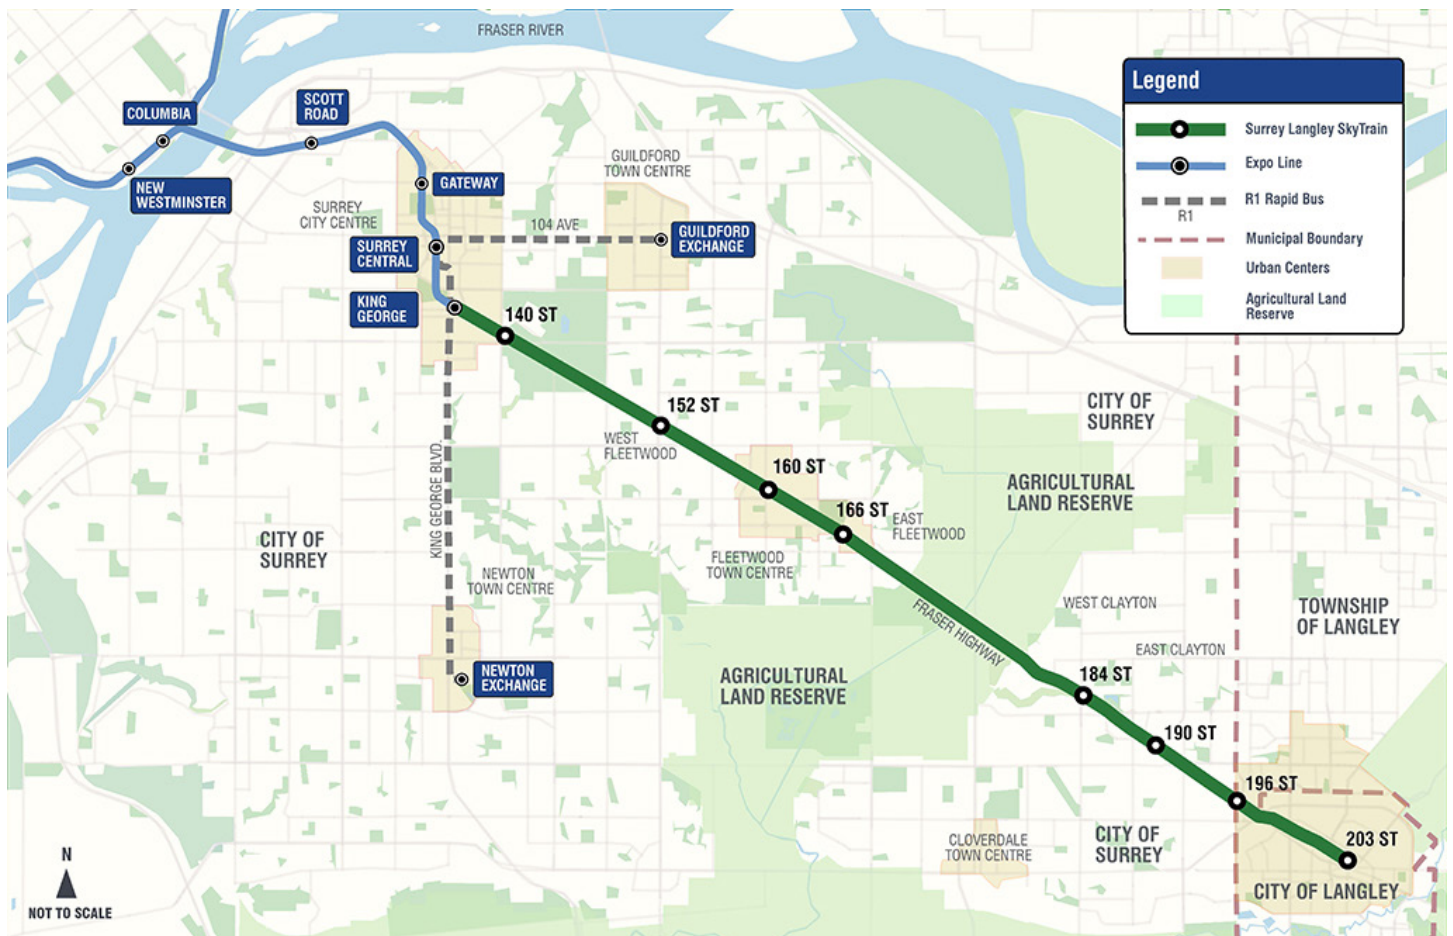 FRASER RIVER
Legend
Surrey Langley SkyTrain
Expo Line
R1 Rapid Bus
R1
Municipal Boundary
Urban Centers
Agricultural Land
Reserve
SCOTT
ROAD
COLUMBIA
NEW
WESTMINSTER
GATEWAY
GUILDFORD
TOWN CENTRE
SURREY
CITY CENTRE
104 AVE
SURREY
CENTRAL
GUILDFORD
EXCHANGE
KING
GEORGE
140 ST
152 ST
WEST
FLEETWOOD
CITY OF
SURREY
160 ST
AGRICULTURAL
LAND RESERVE
166 ST
EAST
FLEETWOOD
KING GEORGE BLVD.
CITY OF
SURREY
FLEETWOOD
TOWN CENTRE
NEWTON
TOWN CENTRE
FRASER HIGHWAY
WEST CLAYTON
TOWNSHIP
OF LANGLEY
EAST CLAYTON
NEWTON
EXCHANGE
AGRICULTURAL
LAND RESERVE
184 ST
190 ST
196 ST
CLOVERDALE
TOWN CENTRE
CITY OF
SURREY
203 ST
CITY OF LANGLEY
N
NOT TO SCALE